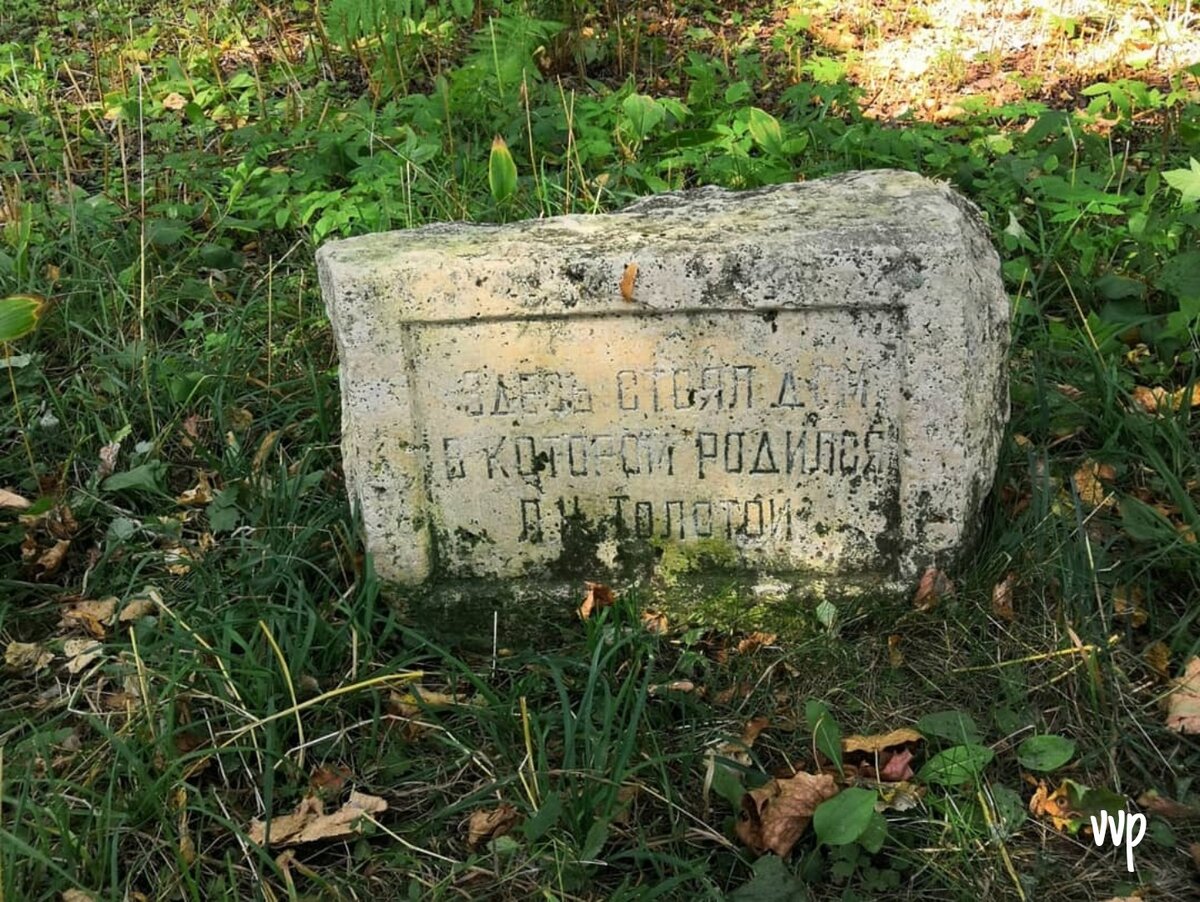 ЗДЕСЬ СТОЯЛ ДОМ,
В КОТОРОМ РОДИЛСЯ
Л.Н. ТОЛСТОЙ
wp